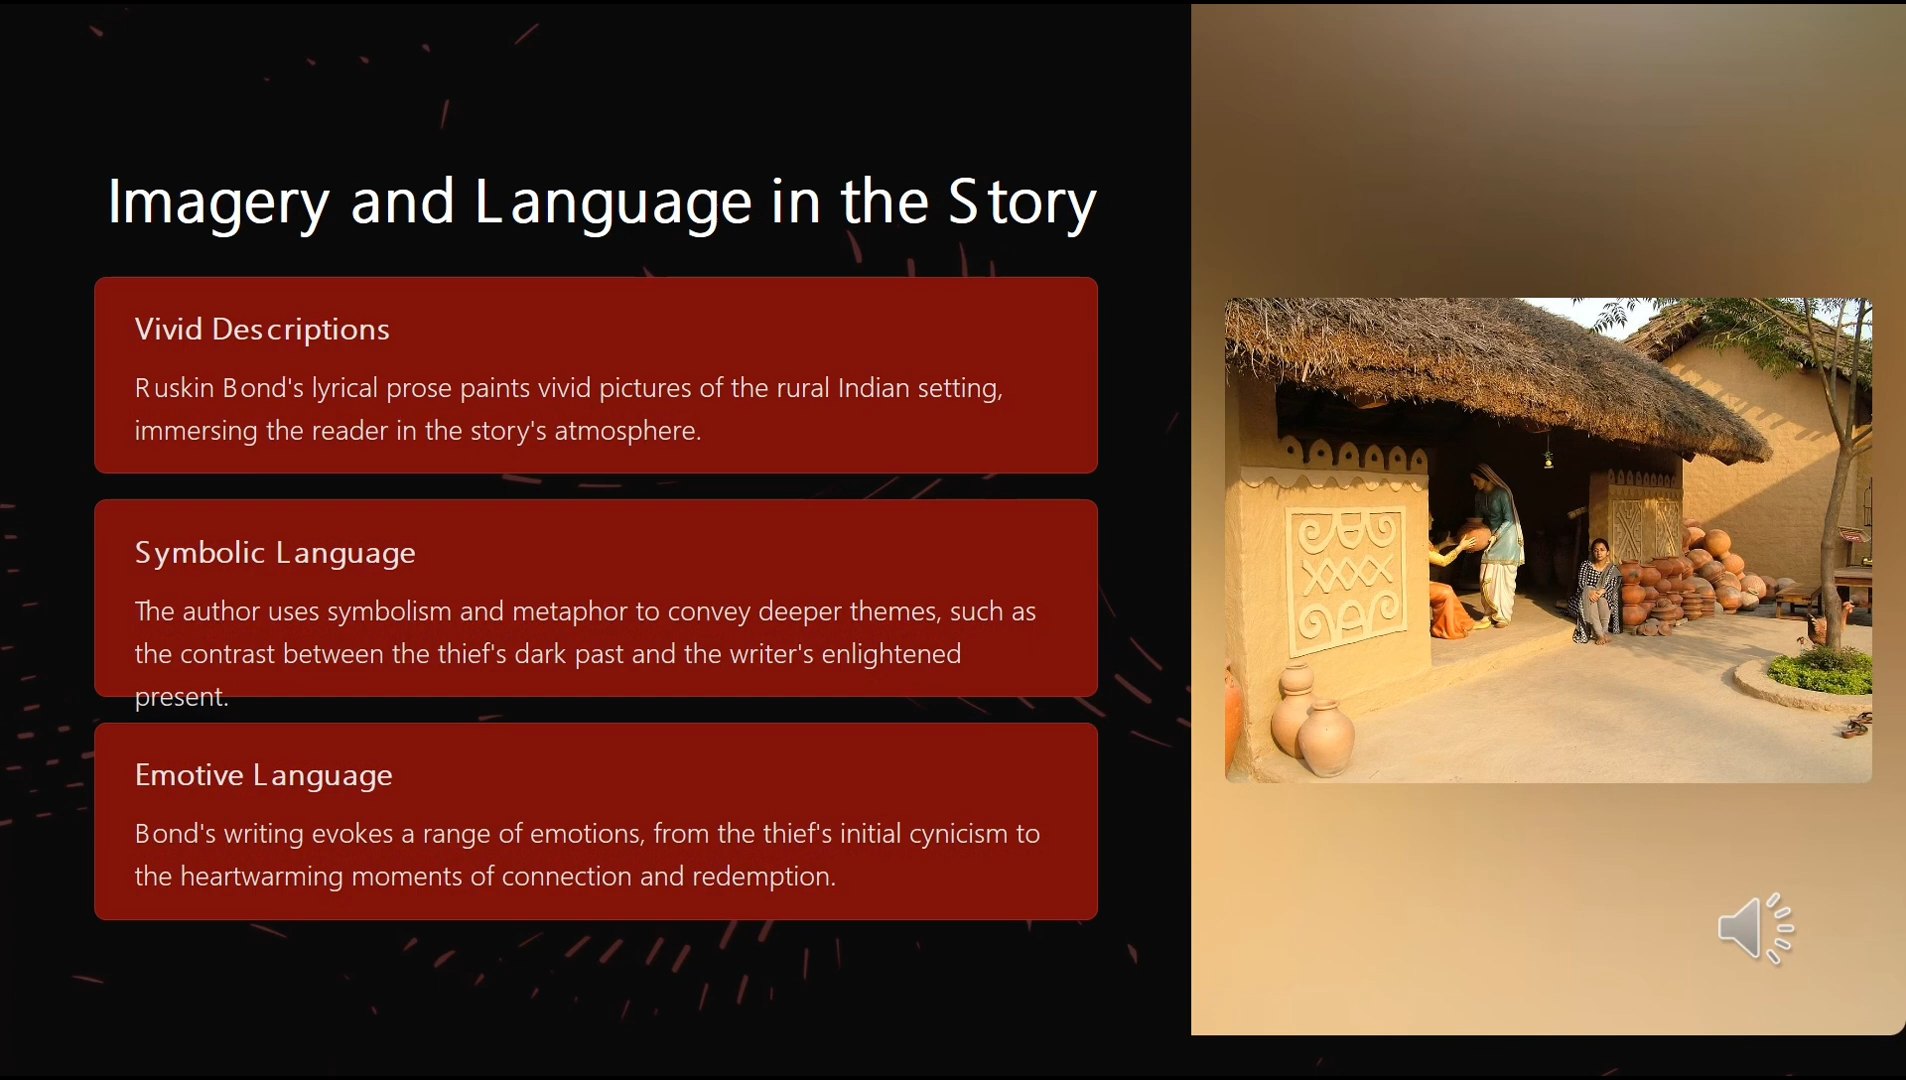 Imagery and Language in the Story
Vivid Descriptions
Ruskin Bond's lyrical prose paints vivid pictures of the rural Indian setting,
immersing the reader in the story's atmosphere.
Symbolic Language
The author uses symbolism and metaphor to convey deeper themes, such as
the contrast between the thief's dark past and the writer's enlightened
present.
Emotive Language
Bond's writing evokes a range of emotions, from the thief's initial cynicism to
the heartwarming moments of connection and redemption.